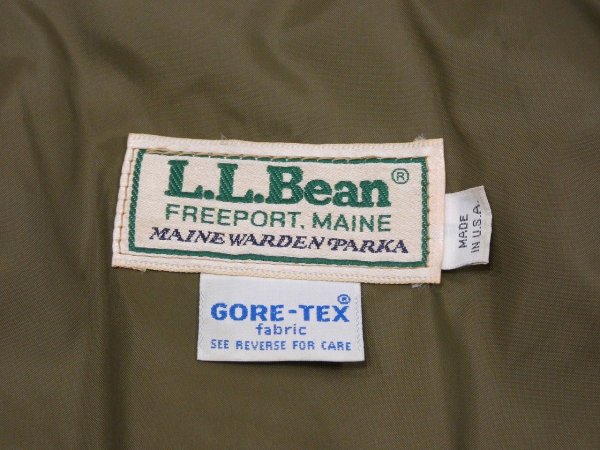 L.L.Bean®
FREEPORT, MAINE
MAINE WARDEN PARKA
MADE
IN U.S.A.
GORE-TEX®
fabric
SEE REVERSE FOR CARE